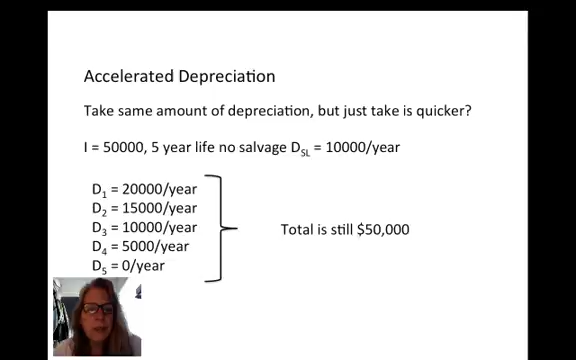 Accelerated Depreciation
Take same amount of depreciation, but just take is quicker?
I = 50000, 5 year life no salvage D_SL = 10000/year
D₁ = 20000/year
D₂ = 15000/year
D₃ = 10000/year
D₄ = 5000/year
D₅ = 0/year
Total is still $50,000